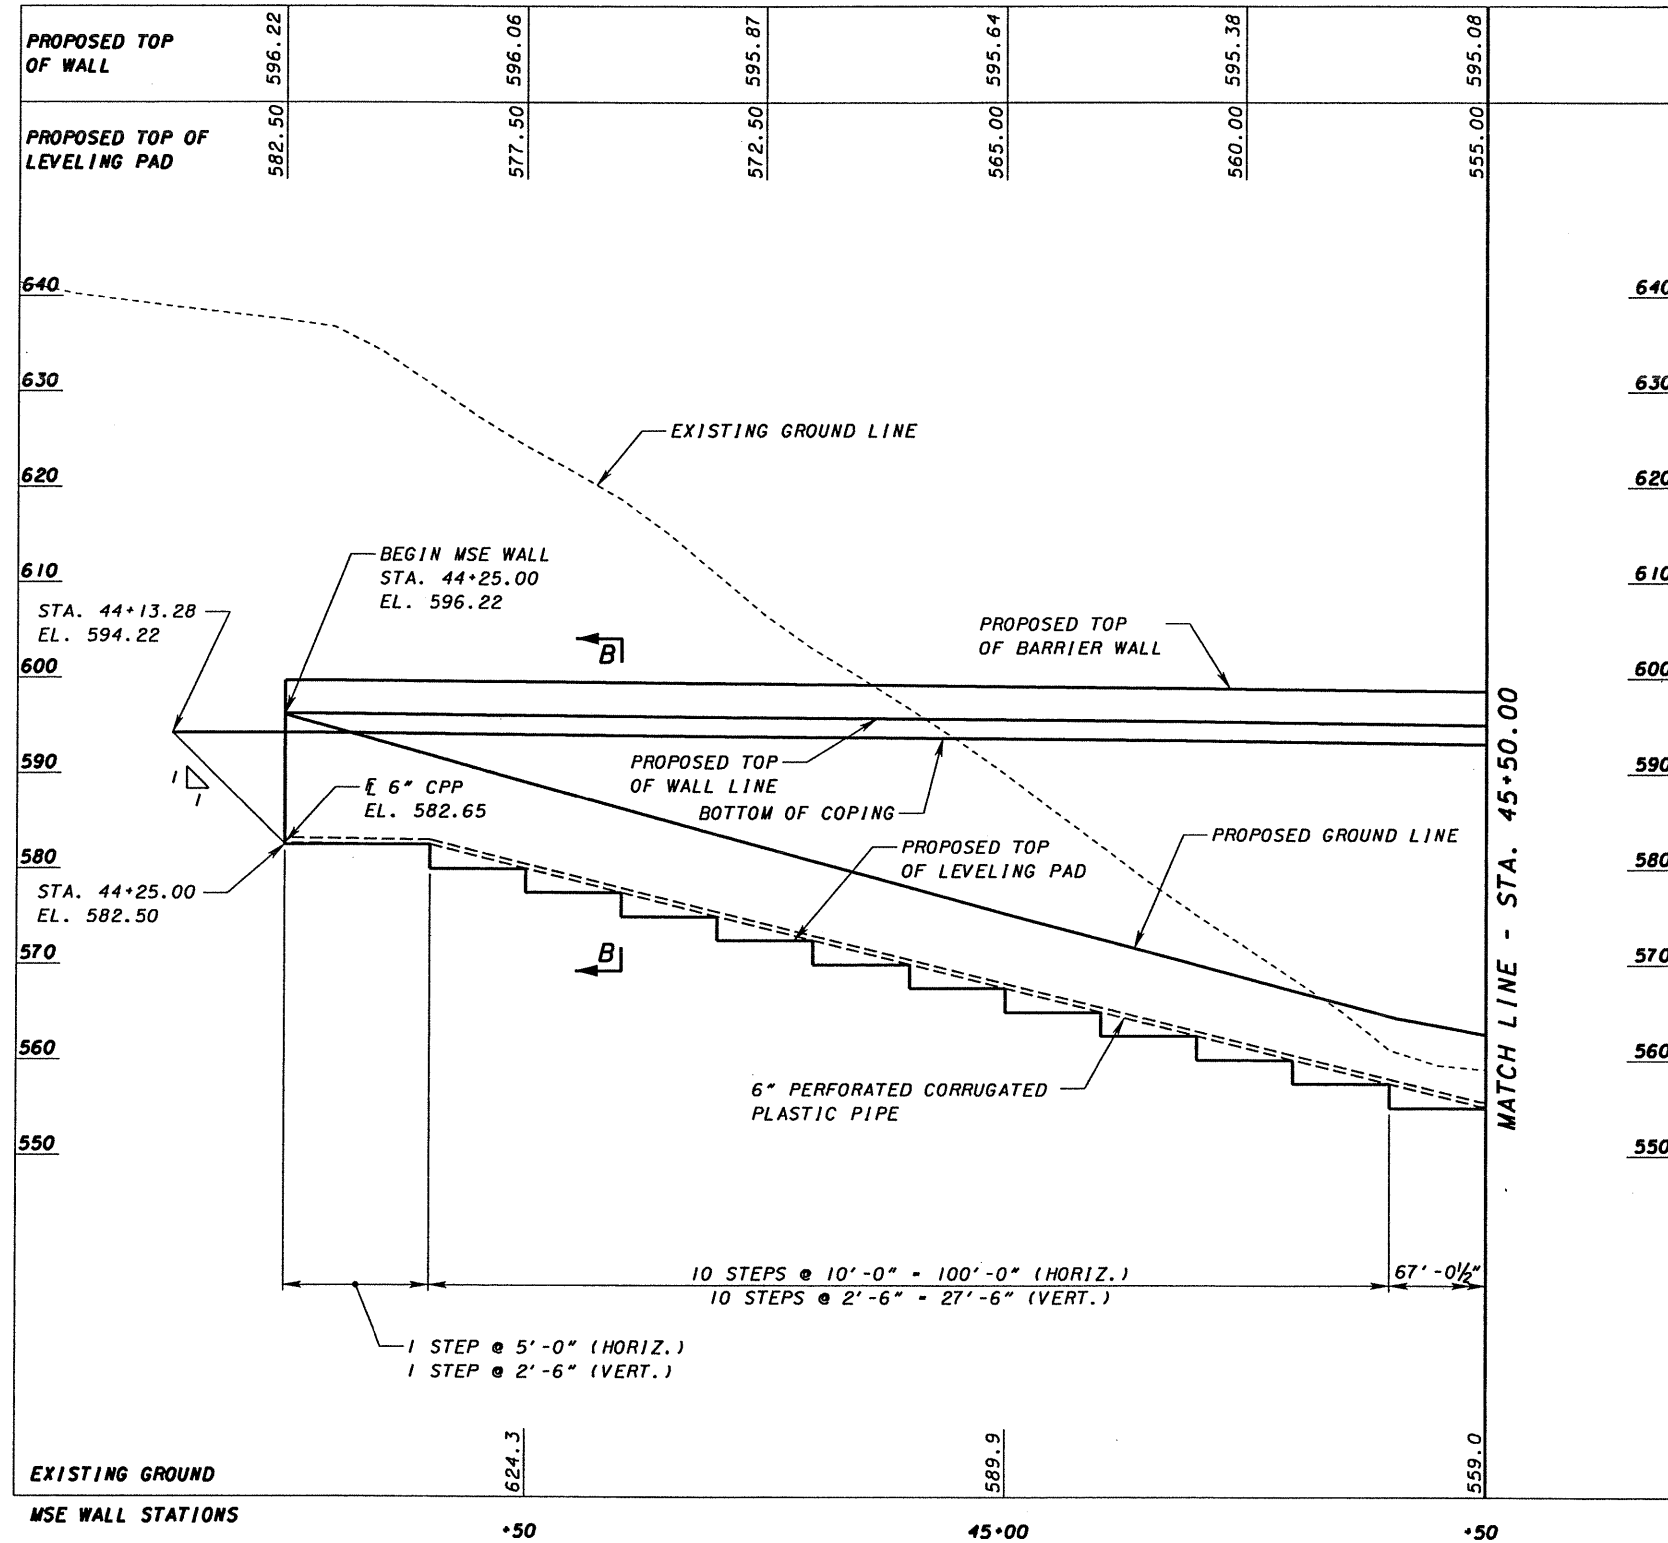 PROPOSED TOP
OF WALL
596.22
596.06
595.87
595.64
595.38
595.08
PROPOSED TOP OF
LEVELING PAD
582.50
577.50
572.50
565.00
560.00
555.00
640
640
630
630
EXISTING GROUND LINE
620
620
BEGIN MSE WALL
STA. 44+25.00
EL. 596.22
610
610
STA. 44+13.28
EL. 594.22
PROPOSED TOP
OF BARRIER WALL
B
600
600
PROPOSED TOP
OF WALL LINE
590
590
1
1
℄ 6" CPP
EL. 582.65
BOTTOM OF COPING
PROPOSED GROUND LINE
PROPOSED TOP
OF LEVELING PAD
580
580
STA. 44+25.00
EL. 582.50
B
570
570
MATCH LINE - STA. 45+50.00
560
560
6" PERFORATED CORRUGATED
PLASTIC PIPE
550
550
10 STEPS @ 10'-0" = 100'-0" (HORIZ.)
10 STEPS @ 2'-6" = 27'-6" (VERT.)
67'-0½"
1 STEP @ 5'-0" (HORIZ.)
1 STEP @ 2'-6" (VERT.)
EXISTING GROUND
624.3
589.9
559.0
MSE WALL STATIONS
+50
45+00
+50